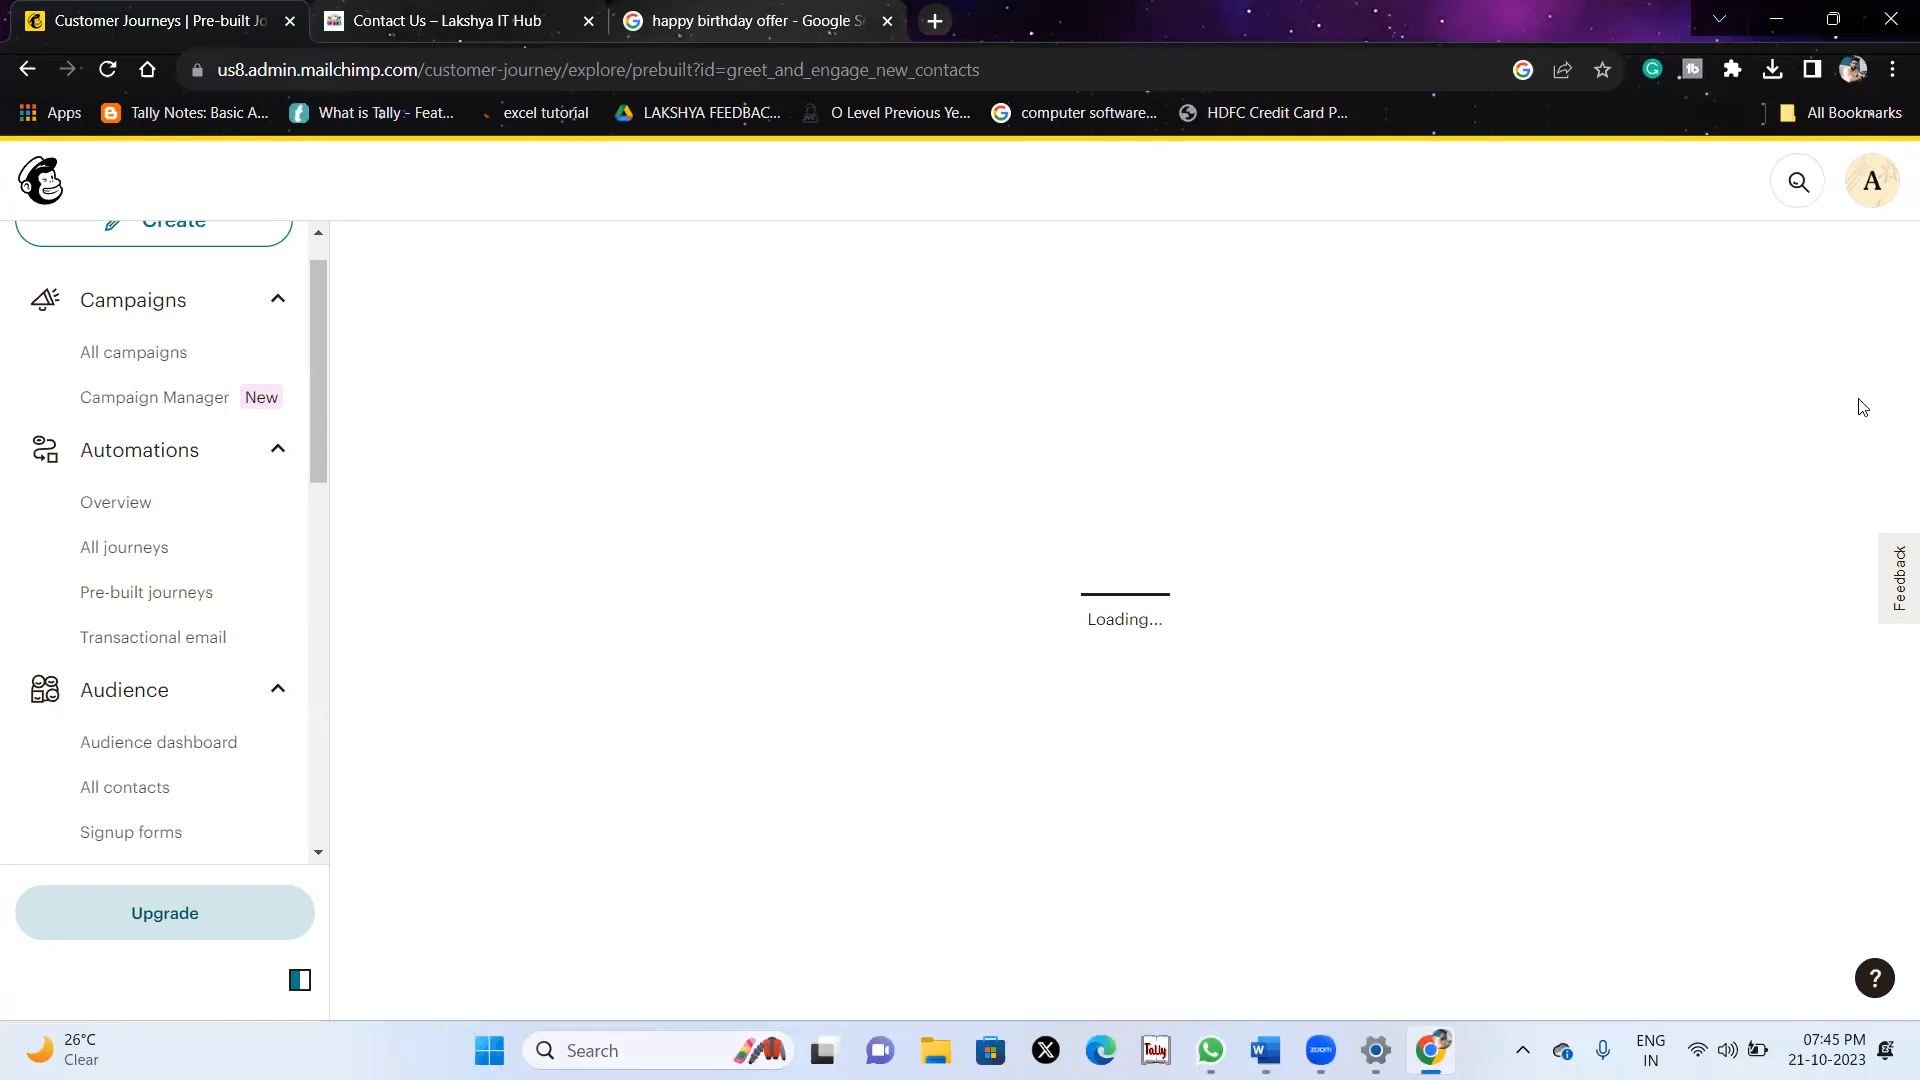 Customer Journeys | Pre-built Jo
Contact Us – Lakshya IT Hub
happy birthday offer - Google Se
us8.admin.mailchimp.com/customer-journey/explore/prebuilt?id=greet_and_engage_new_contacts
Apps
Tally Notes: Basic A...
What is Tally - Feat...
excel tutorial
LAKSHYA FEEDBAC...
O Level Previous Ye...
computer software...
HDFC Credit Card P...
All Bookmarks
A
Create
Campaigns
All campaigns
Campaign Manager New
Automations
Overview
All journeys
Pre-built journeys
Transactional email
Audience
Audience dashboard
All contacts
Signup forms
Upgrade
Loading...
Feedback
?
26°C
Clear
Search
Tally
zoom
ENG
IN
07:45 PM
21-10-2023